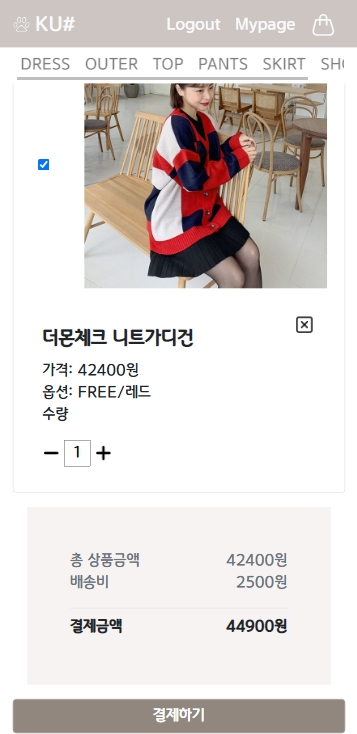 KU# Logout Mypage
DRESS OUTER TOP PANTS SKIRT
더몬체크 니트가디건
가격: 42400원
옵션: FREE/레드
수량
1
총 상품금액 42400원
배송비 2500원
결제금액 44900원
결제하기